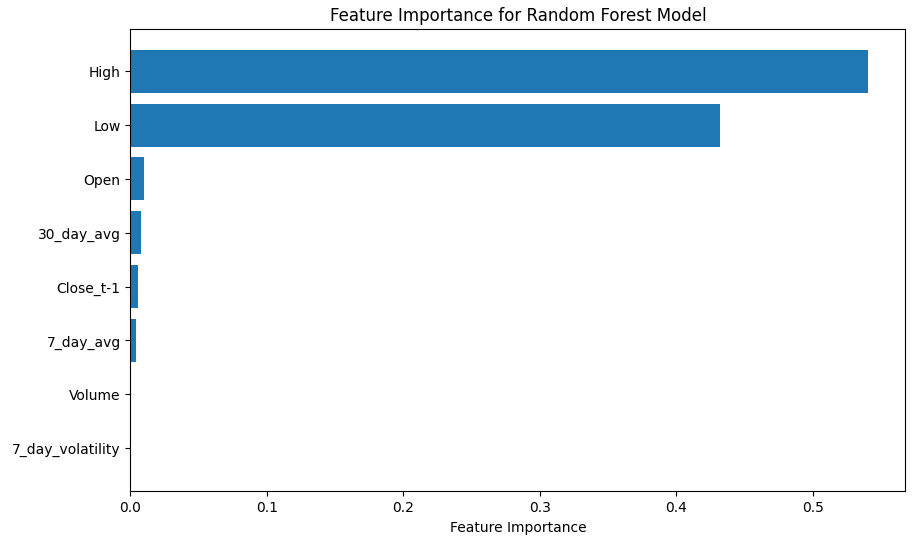 Feature Importance for Random Forest Model
High
Low
Open
30_day_avg
Close_t-1
7_day_avg
Volume
7_day_volatility
0.0 0.1 0.2 0.3 0.4 0.5
Feature Importance